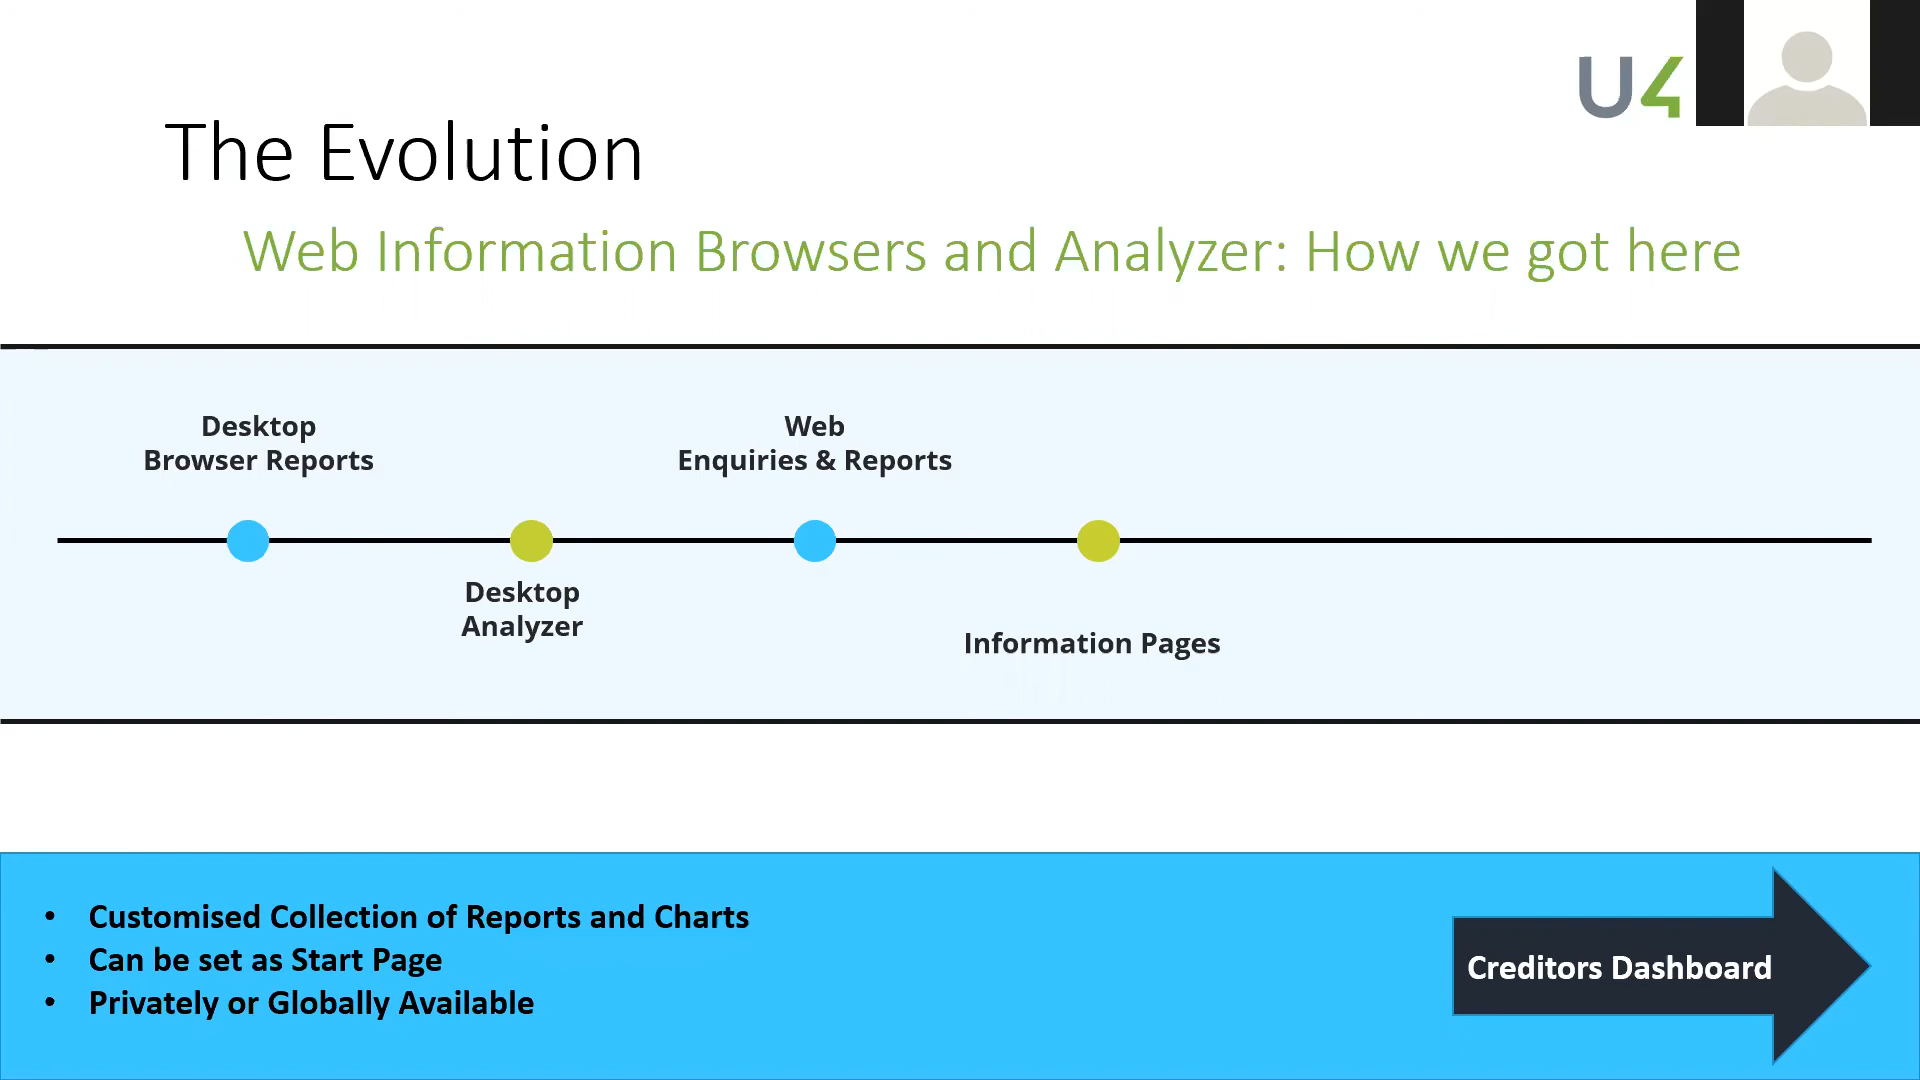 U4
The Evolution
Web Information Browsers and Analyzer: How we got here
Desktop
Browser Reports
Web
Enquiries & Reports
Desktop
Analyzer
Information Pages
• Customised Collection of Reports and Charts
• Can be set as Start Page
• Privately or Globally Available
Creditors Dashboard